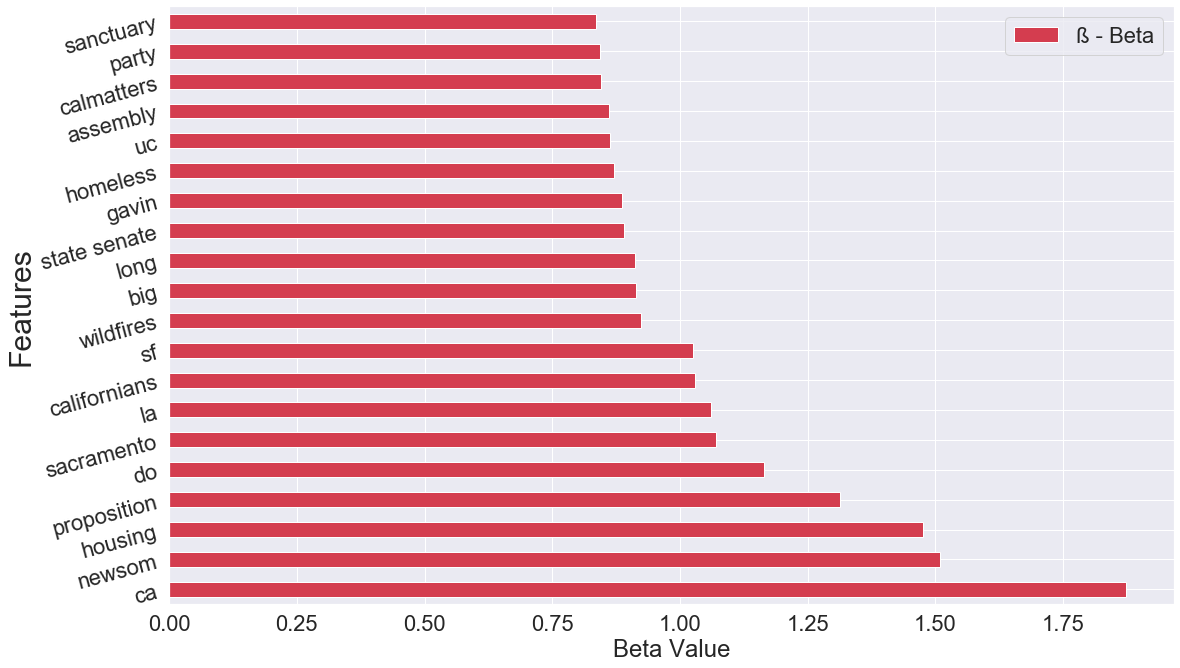 ß - Beta
Features
sanctuary
party
calmatters
assembly
uc
homeless
gavin
state senate
long
big
wildfires
sf
californians
la
sacramento
do
proposition
housing
newsom
ca
0.00 0.25 0.50 0.75 1.00 1.25 1.50 1.75
Beta Value